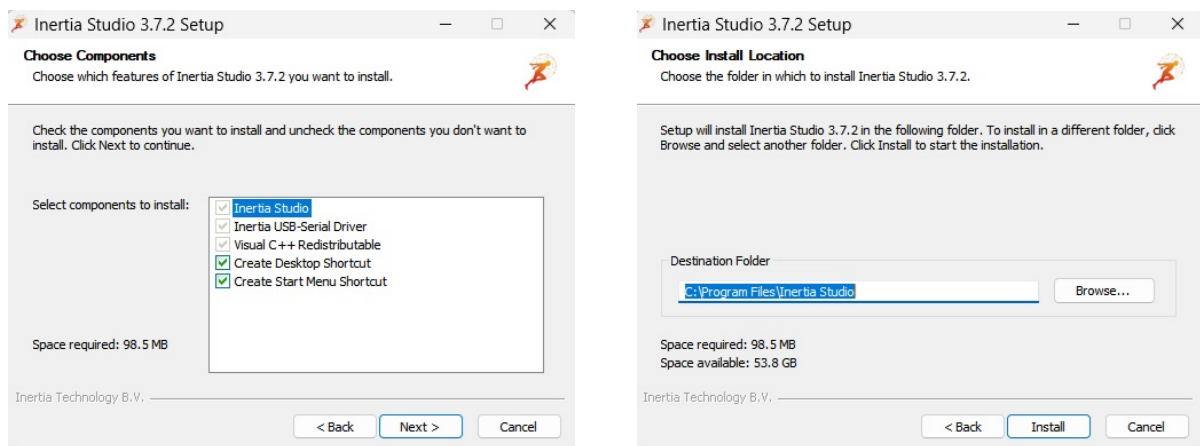 Inertia Studio 3.7.2 Setup
Choose Components
Choose which features of Inertia Studio 3.7.2 you want to install.
Check the components you want to install and uncheck the components you don't want to
install. Click Next to continue.
Select components to install:
Inertia Studio
Inertia USB-Serial Driver
Visual C++ Redistributable
Create Desktop Shortcut
Create Start Menu Shortcut
Space required: 98.5 MB
Inertia Technology B.V.
< Back
Next >
Cancel
Inertia Studio 3.7.2 Setup
Choose Install Location
Choose the folder in which to install Inertia Studio 3.7.2.
Setup will install Inertia Studio 3.7.2 in the following folder. To install in a different folder, click
Browse and select another folder. Click Install to start the installation.
Destination Folder
C:\Program Files\Inertia Studio
Browse...
Space required: 98.5 MB
Space available: 53.8 GB
Inertia Technology B.V.
< Back
Install
Cancel